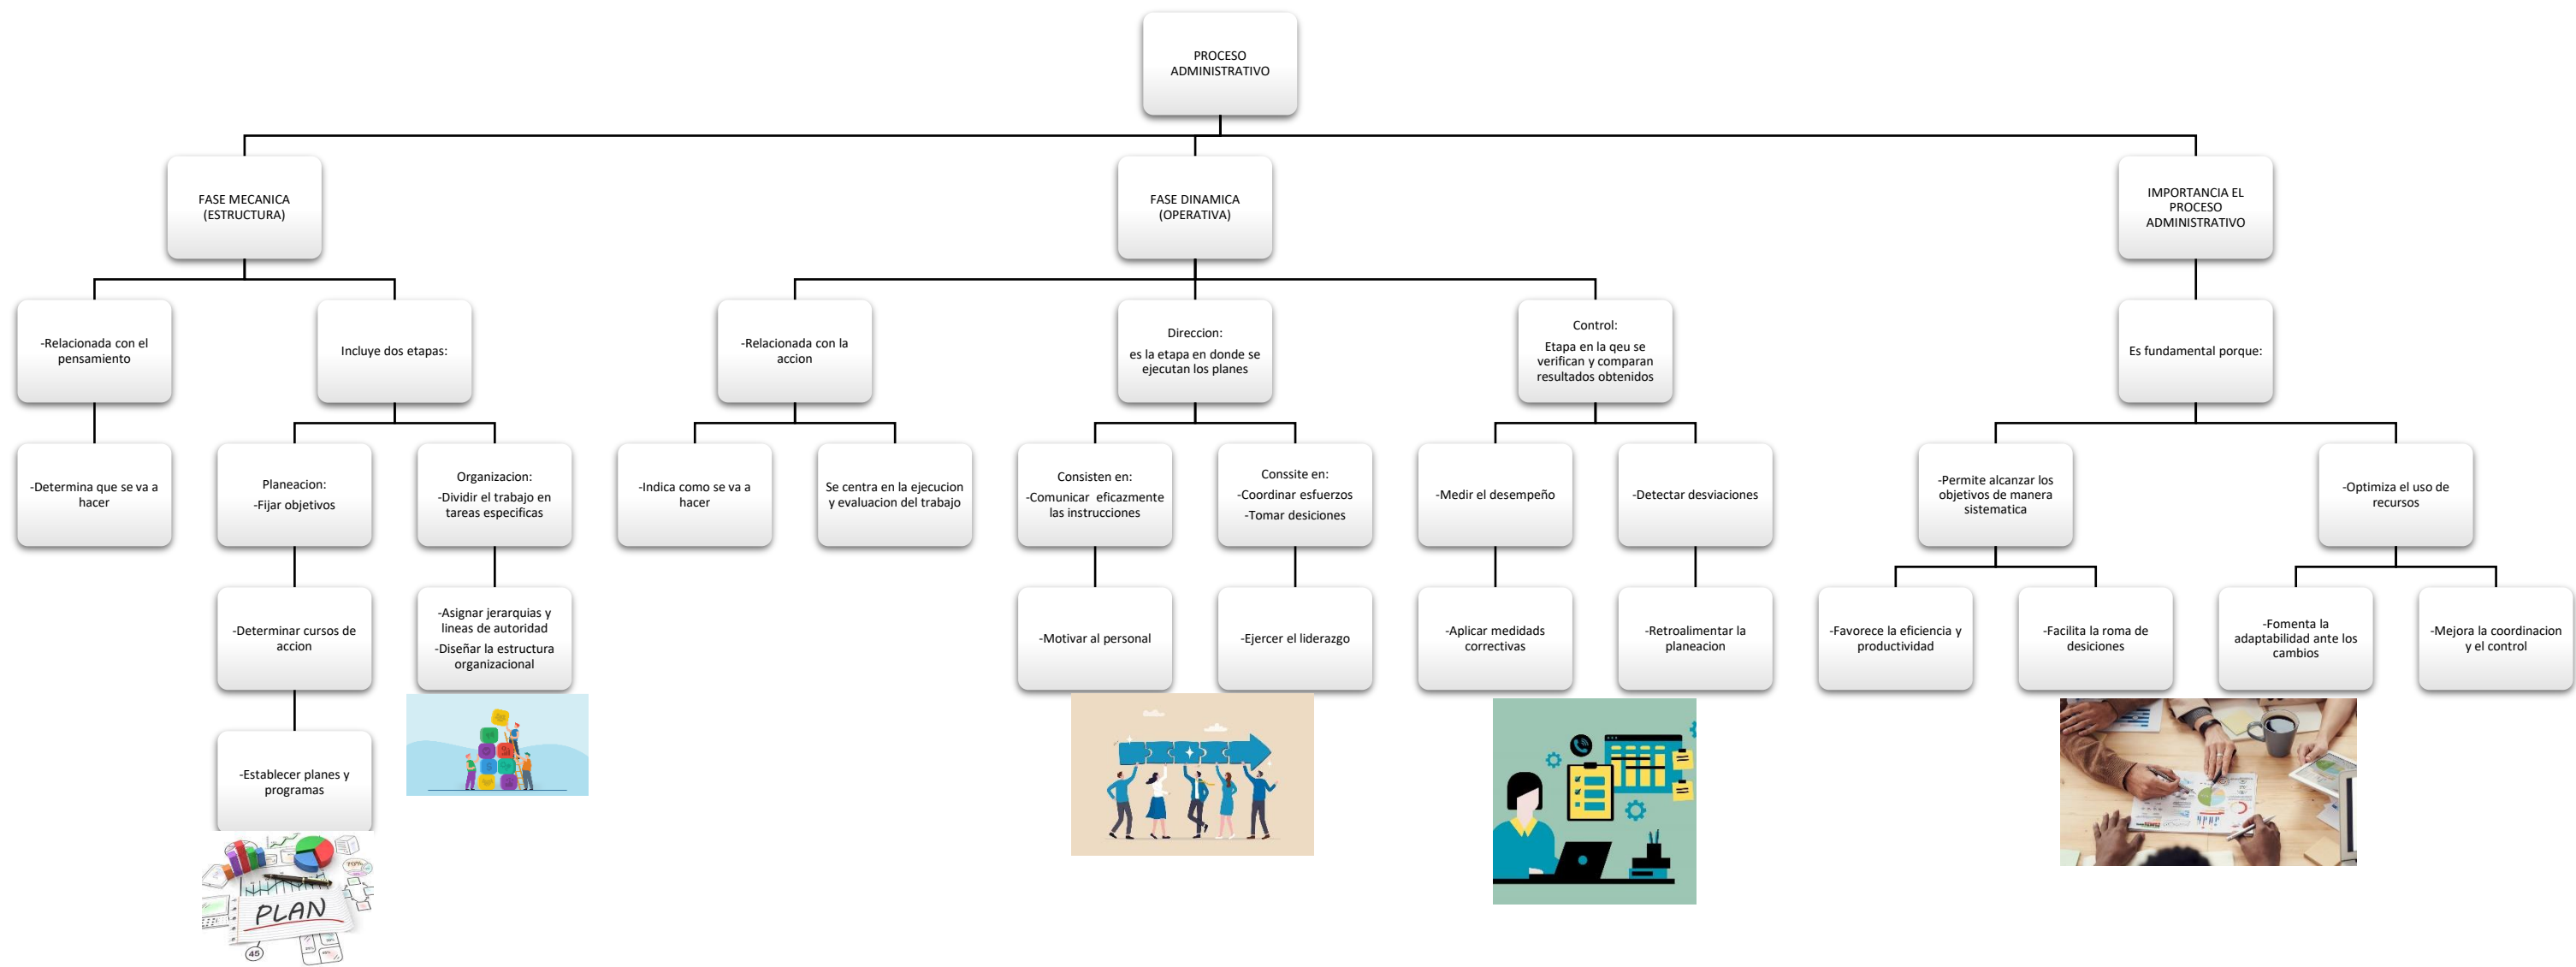 PROCESO
ADMINISTRATIVO
FASE MECANICA
(ESTRUCTURA)
FASE DINAMICA
(OPERATIVA)
IMPORTANCIA EL
PROCESO
ADMINISTRATIVO
-Relacionada con el
pensamiento
Incluye dos etapas:
-Relacionada con la
accion
Direccion:
es la etapa en donde se
ejecutan los planes
Control:
Etapa en la qeu se
verifican y comparan
resultados obtenidos
Es fundamental porque:
-Determina que se va a
hacer
Planeacion:
-Fijar objetivos
Organizacion:
-Dividir el trabajo en
tareas especificas
-Indica como se va a
hacer
Se centra en la ejecucion
y evaluacion del trabajo
Consisten en:
-Comunicar eficazmente
las instrucciones
Conssite en:
-Coordinar esfuerzos
-Tomar desiciones
-Medir el desempeño
-Detectar desviaciones
-Permite alcanzar los
objetivos de manera
sistematica
-Optimiza el uso de
recursos
-Determinar cursos de
accion
-Asignar jerarquias y
lineas de autoridad
-Diseñar la estructura
organizacional
-Motivar al personal
-Ejercer el liderazgo
-Aplicar medidads
correctivas
-Retroalimentar la
planeacion
-Favorece la eficiencia y
productividad
-Facilita la roma de
desiciones
-Fomenta la
adaptabilidad ante los
cambios
-Mejora la coordinacion
y el control
-Establecer planes y
programas
PLAN
45